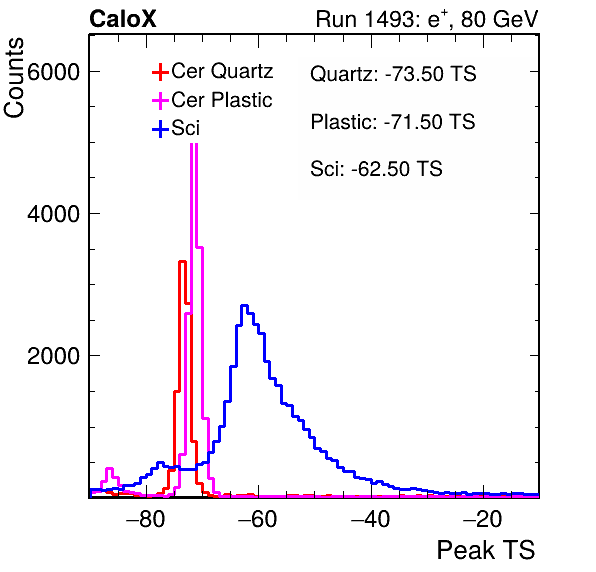 CaloX Run 1493: e⁺, 80 GeV
Counts
6000
4000
2000
Cer Quartz
Cer Plastic
Sci
Quartz: -73.50 TS
Plastic: -71.50 TS
Sci: -62.50 TS
−80 −60 −40 −20
Peak TS